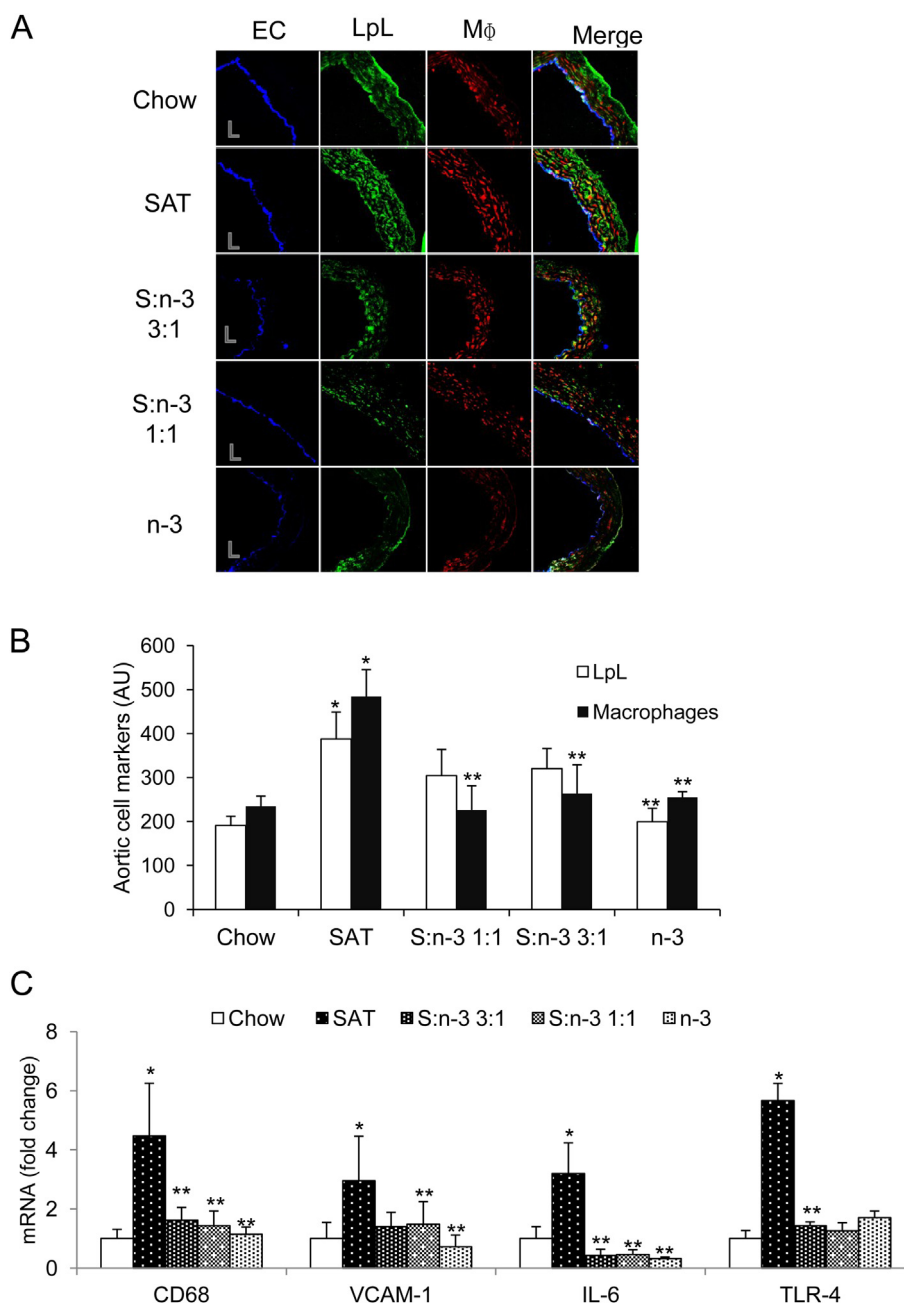 A
EC LpL MΦ Merge
Chow
SAT
S:n-3
3:1
S:n-3
1:1
n-3
L
L
L
L
L
B
Aortic cell markers (AU)
600
500
400
300
200
100
0
* * ** ** ** **
LpL
Macrophages
Chow SAT S:n-3 1:1 S:n-3 3:1 n-3
C
Chow SAT S:n-3 3:1 S:n-3 1:1 n-3
mRNA (fold change)
8
6
4
2
0
* ** ** ** * ** ** * ** ** ** * **
CD68 VCAM-1 IL-6 TLR-4